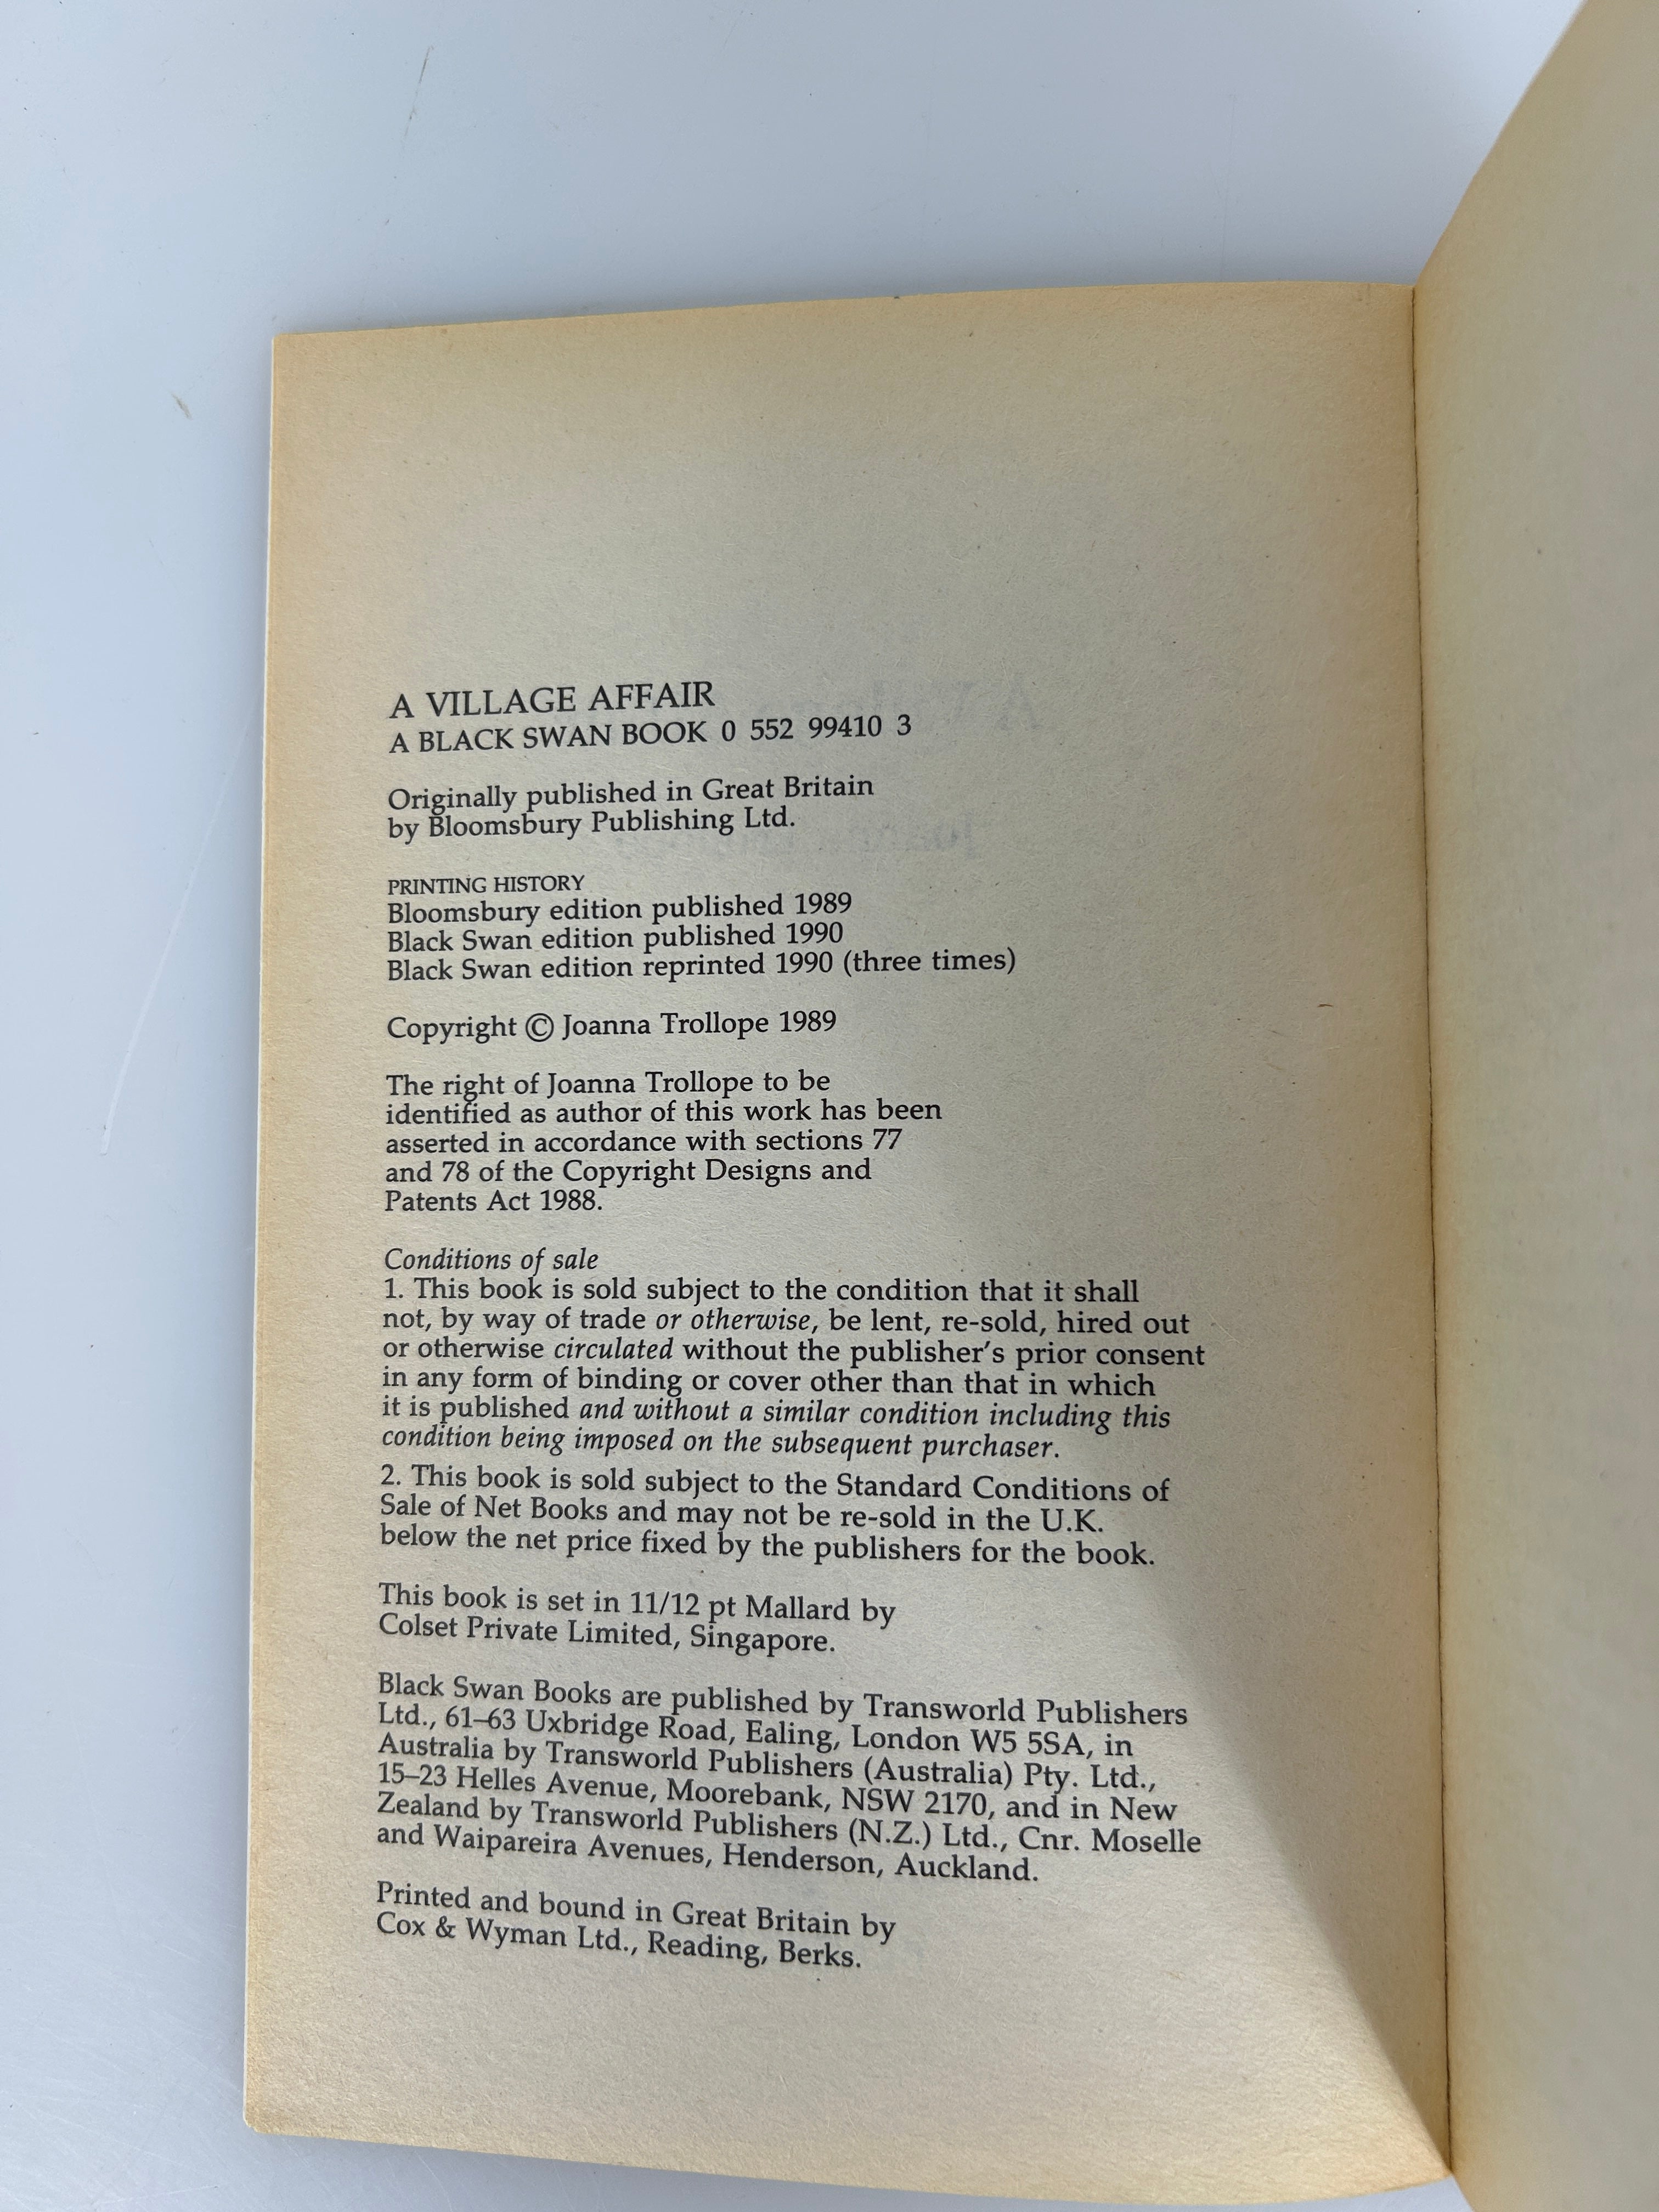 A VILLAGE AFFAIR
A BLACK SWAN BOOK 0 552 99410 3
Originally published in Great Britain
by Bloomsbury Publishing Ltd.
PRINTING HISTORY
Bloomsbury edition published 1989
Black Swan edition published 1990
Black Swan edition reprinted 1990 (three times)
Copyright © Joanna Trollope 1989
The right of Joanna Trollope to be
identified as author of this work has been
asserted in accordance with sections 77
and 78 of the Copyright Designs and
Patents Act 1988.
Conditions of sale
1. This book is sold subject to the condition that it shall
not, by way of trade or otherwise, be lent, re-sold, hired out
or otherwise circulated without the publisher's prior consent
in any form of binding or cover other than that in which
it is published and without a similar condition including this
condition being imposed on the subsequent purchaser.
2. This book is sold subject to the Standard Conditions of
Sale of Net Books and may not be re-sold in the U.K.
below the net price fixed by the publishers for the book.
This book is set in 11/12 pt Mallard by
Colset Private Limited, Singapore.
Black Swan Books are published by Transworld Publishers
Ltd., 61–63 Uxbridge Road, Ealing, London W5 5SA, in
Australia by Transworld Publishers (Australia) Pty. Ltd.,
15–23 Helles Avenue, Moorebank, NSW 2170, and in New
Zealand by Transworld Publishers (N.Z.) Ltd., Cnr. Moselle
and Waipareira Avenues, Henderson, Auckland.
Printed and bound in Great Britain by
Cox & Wyman Ltd., Reading, Berks.